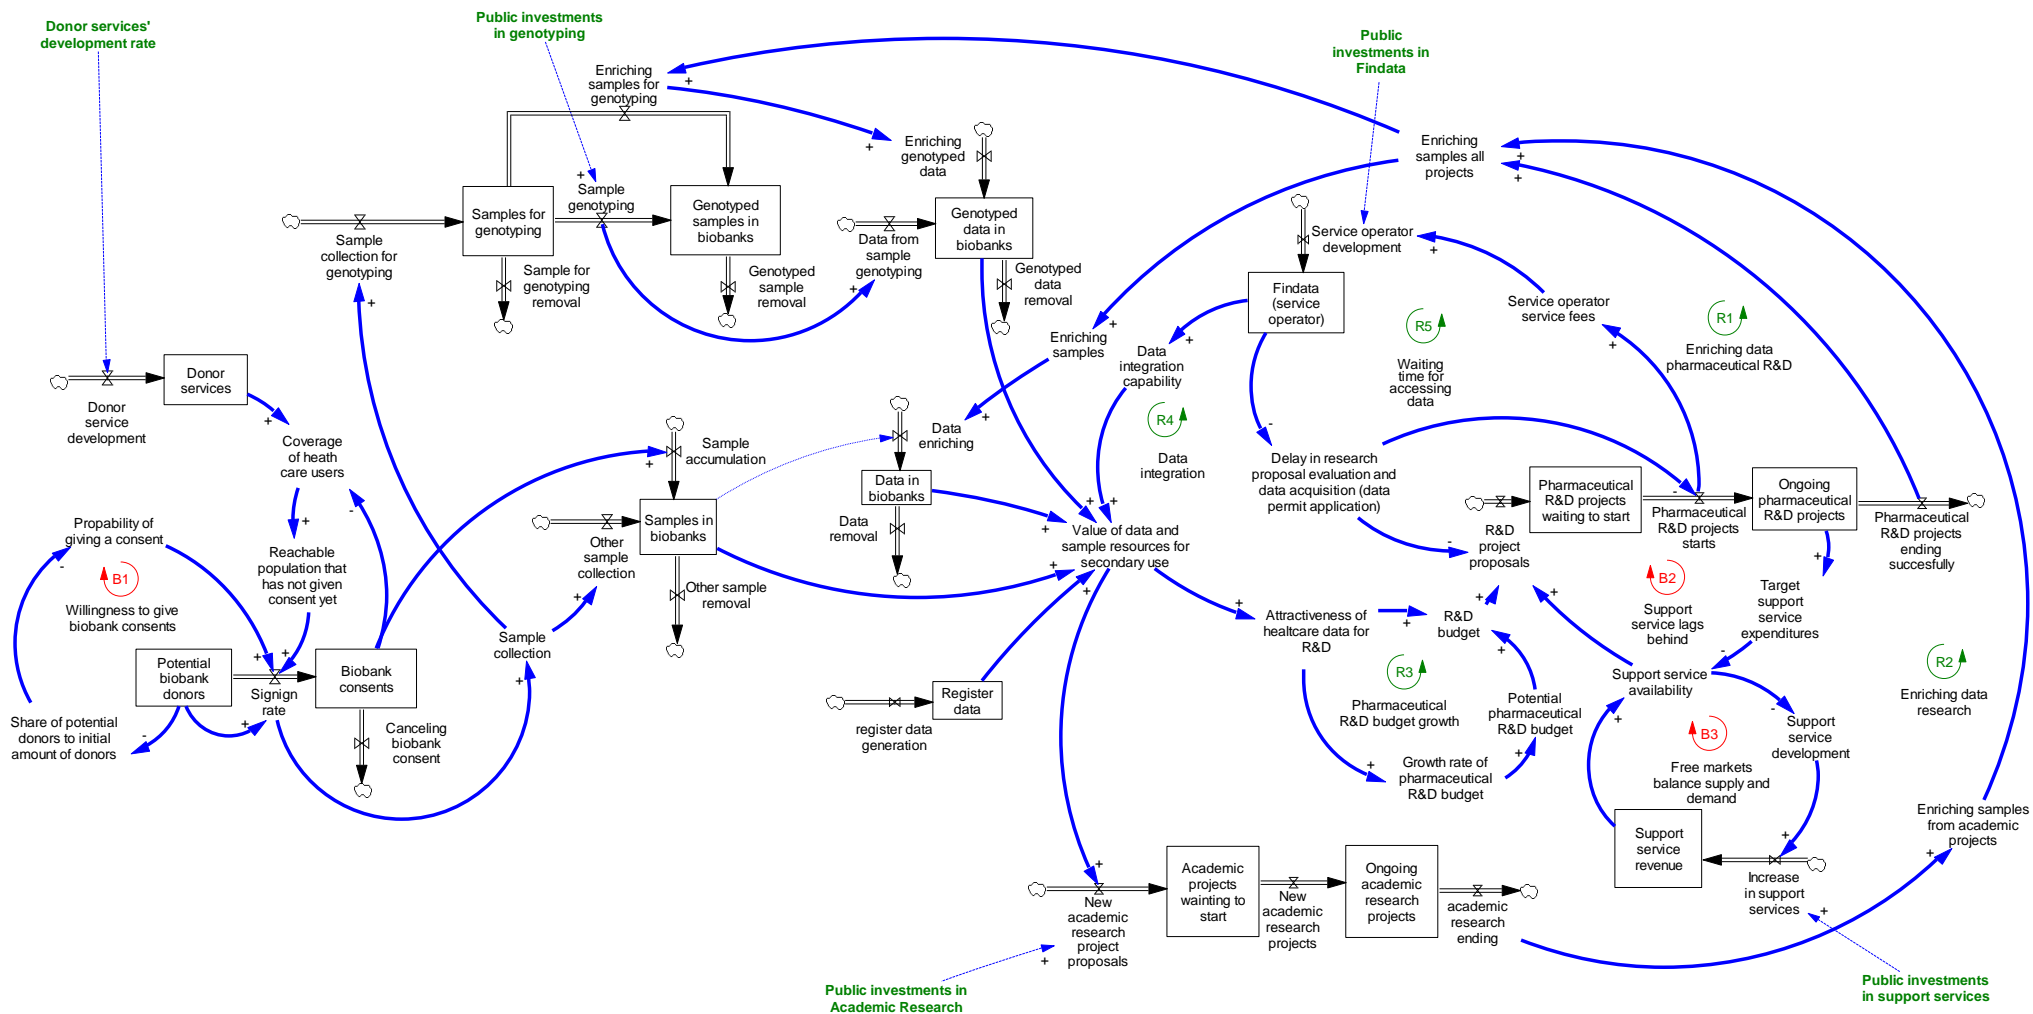 Donor services'
development rate
Public investments
in genotyping
Public
investments in
Findata
Enriching
samples for
genotyping
+
+
Enriching
genotyped
data
Enriching
samples all
projects
+
+
+
Sample
genotyping
Samples for
genotyping
Genotyped
samples in
biobanks
Genotyped
data in
biobanks
Sample
collection for
genotyping
+
Sample for
genotyping
removal
Genotyped
sample
removal
Data from
sample
genotyping
+
Genotyped
data
removal
Service operator
development
+
Findata
(service
operator)
Service operator
service fees
+
R5
R1
Enriching data
pharmaceutical R&D
Waiting
time for
accessing
data
Enriching
samples
+
Data
integration
capability
+
R4
Data
integration
Donor
services
Donor
service
development
+
Coverage
of heath
care users
-
+
Sample
accumulation
+
Data
enriching
+
Data in
biobanks
Data
removal
Samples in
biobanks
Other
sample
collection
+
Other sample
removal
Delay in research
proposal evaluation and
data acquisition (data
permit application)
-
Pharmaceutical
R&D projects
waiting to start
-
Pharmaceutical
R&D projects
starts
Ongoing
pharmaceutical
R&D projects
Pharmaceutical
R&D projects
ending
succesfully
Propability of
giving a consent
-
B1
Willingness to give
biobank consents
Reachable
population that
has not given
consent yet
+
+
Value of data and
sample resources for
secondary use
+
+
+
+
+
R&D
project
proposals
-
+
+
B2
Support
service lags
behind
+
Target
support
service
expenditures
-
Potential
biobank
donors
Signign
rate
+
Biobank
consents
Canceling
biobank
consent
Share of potential
donors to initial
amount of donors
-
Sample
collection
+
Register
data
register data
generation
Attractiveness of
healtcare data for
R&D
+
R&D
budget
+
+
R3
Pharmaceutical
R&D budget growth
Potential
pharmaceutical
R&D budget
+
Growth rate of
pharmaceutical
R&D budget
+
Support service
availability
+
R2
Enriching data
research
B3
Free markets
balance supply and
demand
-
Support
service
development
Support
service
revenue
+
Increase
in support
services
+
Enriching samples
from academic
projects
+
+
New
academic
research
project
proposals
+
Academic
projects
wainting to
start
New
academic
research
projects
Ongoing
academic
research
projects
academic
research
ending
Public investments in
Academic Research
Public investments
in support services